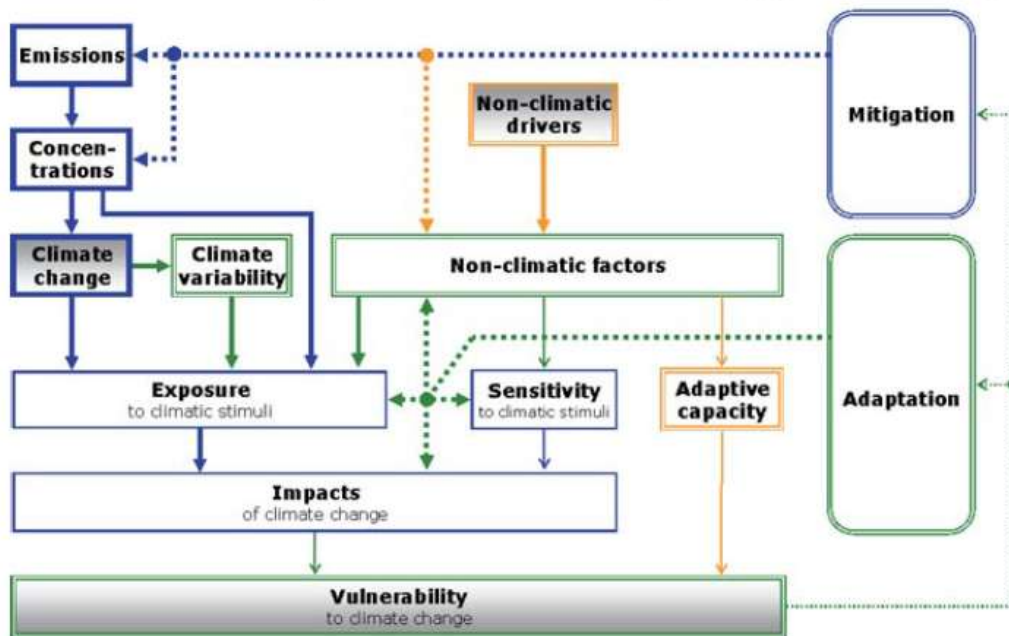 Emissions
Non-climatic
drivers
Mitigation
Concen-
trations
Climate
change
Climate
variability
Non-climatic factors
Exposure
to climatic stimuli
Sensitivity
to climatic stimuli
Adaptive
capacity
Adaptation
Impacts
of climate change
Vulnerability
to climate change